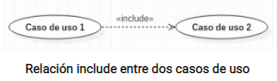 «include»
Caso de uso 1
Caso de uso 2
Relación include entre dos casos de uso